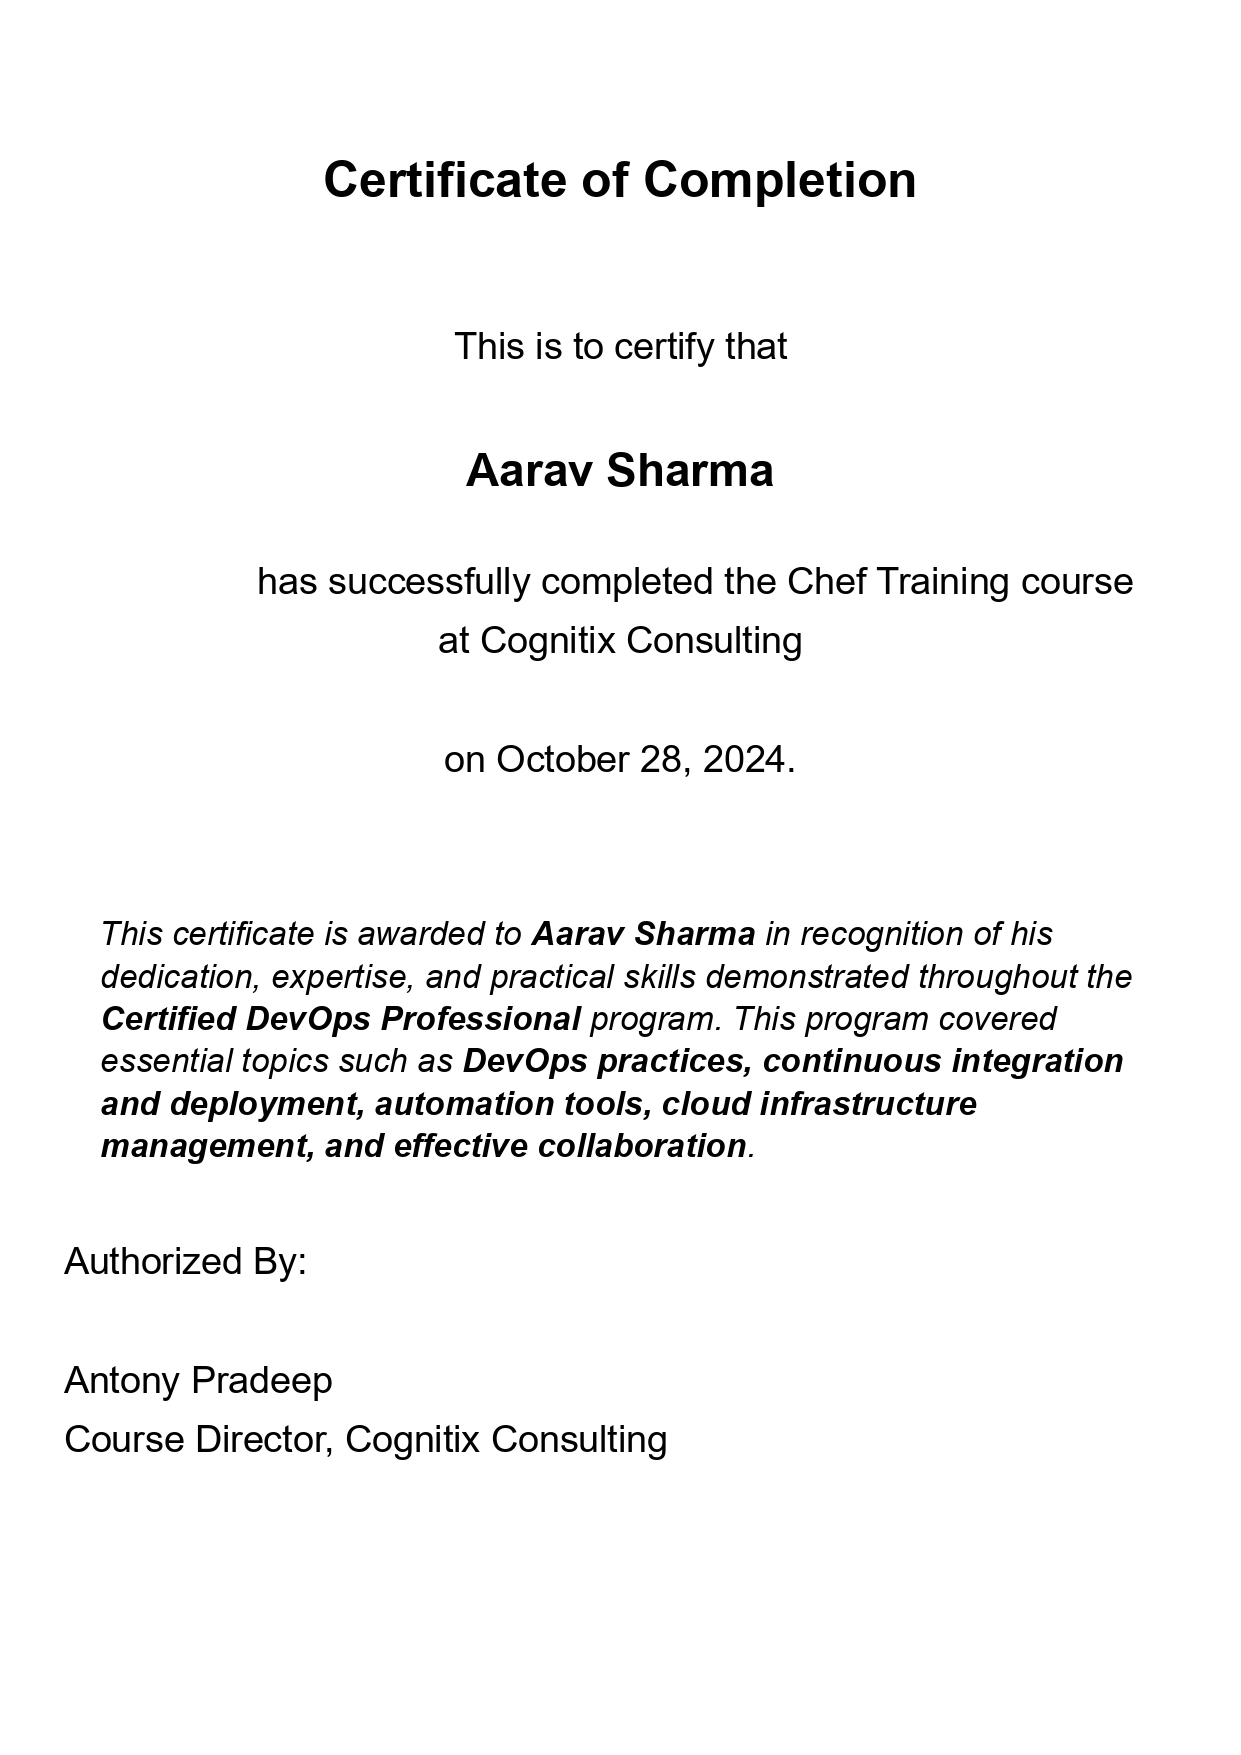 Certificate of Completion
This is to certify that
Aarav Sharma
has successfully completed the Chef Training course
at Cognitix Consulting
on October 28, 2024.
This certificate is awarded to Aarav Sharma in recognition of his
dedication, expertise, and practical skills demonstrated throughout the
Certified DevOps Professional program. This program covered
essential topics such as DevOps practices, continuous integration
and deployment, automation tools, cloud infrastructure
management, and effective collaboration.
Authorized By:
Antony Pradeep
Course Director, Cognitix Consulting